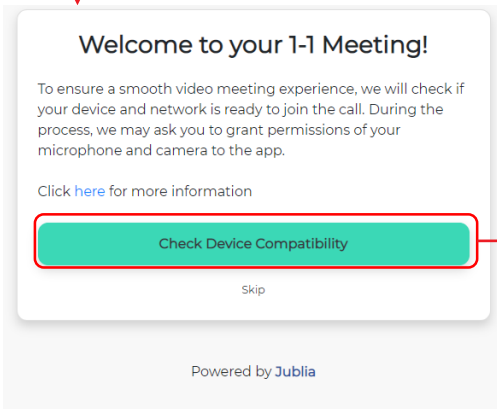 Welcome to your 1-1 Meeting!
To ensure a smooth video meeting experience, we will check if
your device and network is ready to join the call. During the
process, we may ask you to grant permissions of your
microphone and camera to the app.
Click here for more information
Check Device Compatibility
Skip
Powered by Jublia